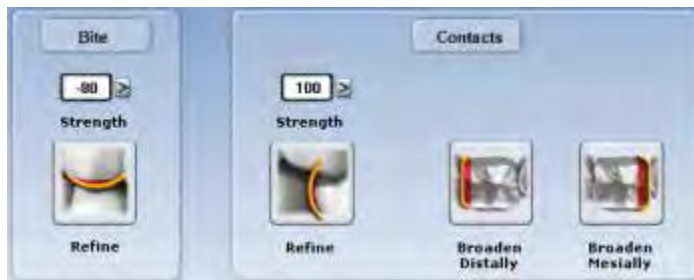 Bite
Contacts
-80
Strength
100
Strength
Refine
Refine
Broaden
Distally
Broaden
Mesially